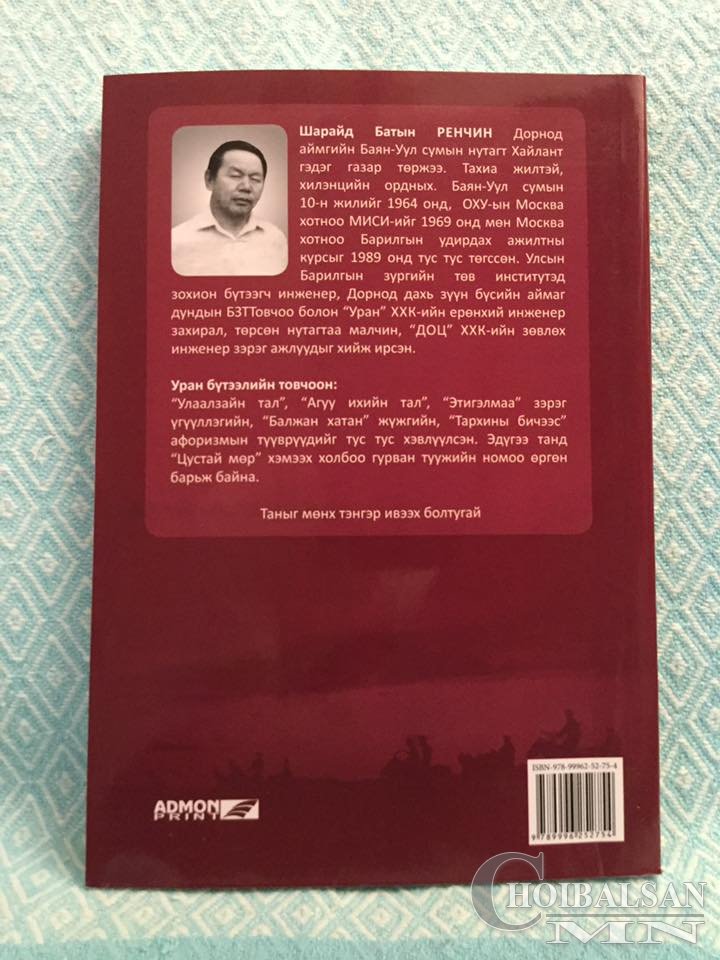 Шарайд Батын РЕНЧИН Дорнод
аймгийн Баян-Уул сумын нутагт Хайлант
гэдэг газар төржээ. Тахиа жилтэй,
хилэнцийн ордных. Баян-Уул сумын
10-н жилийг 1964 онд, ОХУ-ын Москва
хотноо МИСИ-ийг 1969 онд мөн Москва
хотноо Барилгын удирдах ажилтны
курсыг 1989 онд тус тус төгссөн. Улсын
Барилгын зургийн төв институтэд
зохион бүтээгч инженер, Дорнод дахь зүүн бүсийн аймаг
дундын БЗТТовчоо болон “Уран” ХХК-ийн ерөнхий инженер
захирал, төрсөн нутагтаа малчин, “ДОЦ” ХХК-ийн зөвлөх
инженер зэрэг ажлуудыг хийж ирсэн.
Уран бүтээлийн товчоон:
“Улаалзайн тал”, “Агуу ихийн тал”, “Этигэлмаа” зэрэг
үгүүллэгийн, “Балжан хатан” жүжгийн, “Тархины бичээс”
афоризмын түүврүүдийг тус тус хэвлүүлсэн. Эдүгээ танд
“Цустай мөр” хэмээх холбоо гурван туужийн номоо өргөн
барьж байна.
Таныг мөнх тэнгэр ивээх болтугай
ISBN-978-99962-52-75-4
9 789996 252754
ADMON
PRINT
CHOIBALSAN
MN